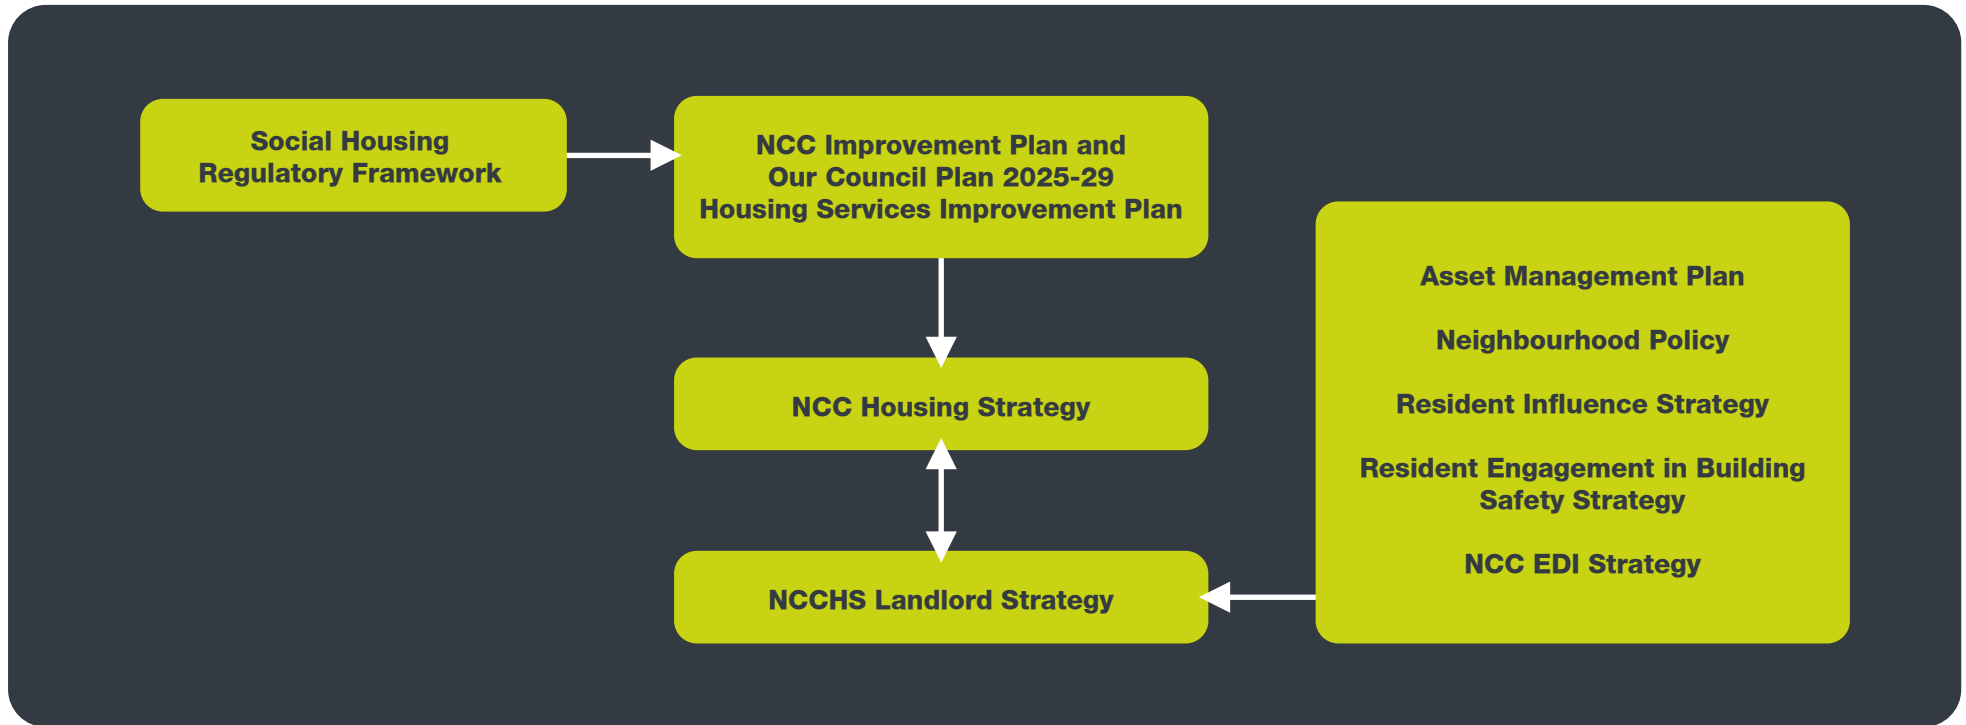 Social Housing
Regulatory Framework
NCC Improvement Plan and
Our Council Plan 2025-29
Housing Services Improvement Plan
NCC Housing Strategy
NCCHS Landlord Strategy
Asset Management Plan
Neighbourhood Policy
Resident Influence Strategy
Resident Engagement in Building
Safety Strategy
NCC EDI Strategy